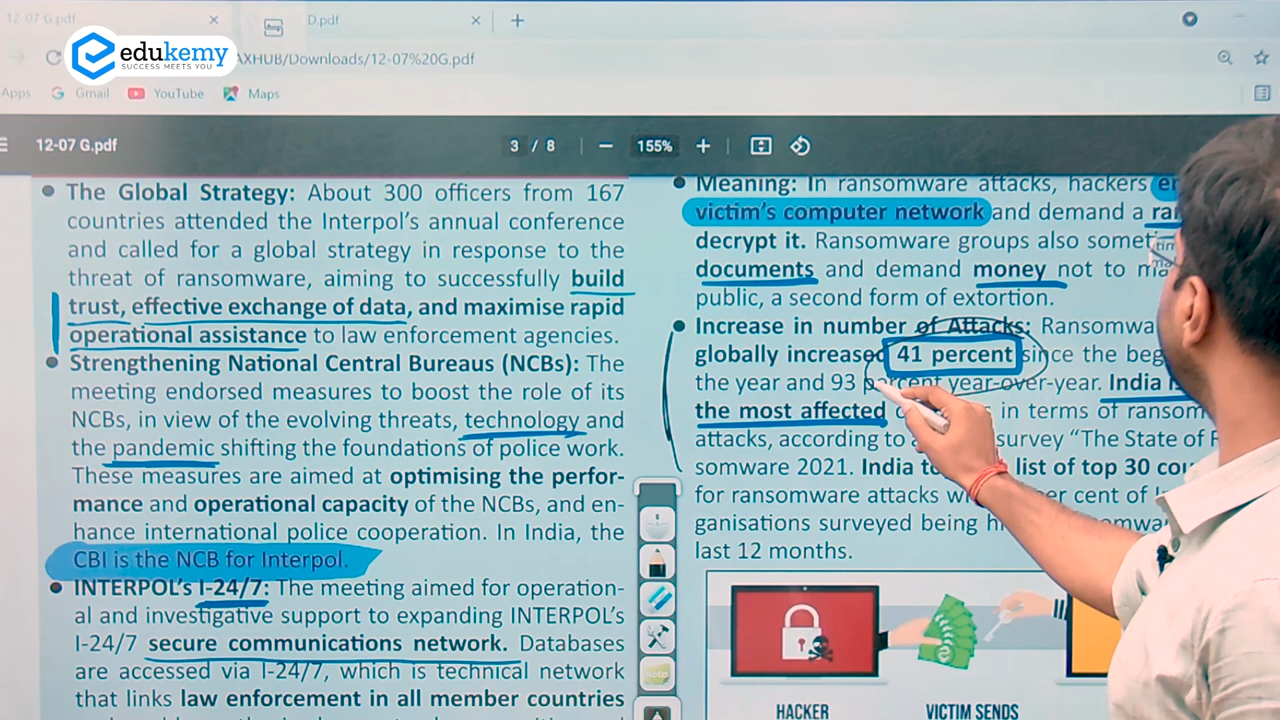 12-07 G.pdf
D.pdf
edukemy
SUCCESS MEETS YOU
AXHUB/Downloads/12-07%20G.pdf
Apps
Gmail
YouTube
Maps
12-07 G.pdf
3 / 8
155%
The Global Strategy: About 300 officers from 167
countries attended the Interpol's annual conference
and called for a global strategy in response to the
threat of ransomware, aiming to successfully build
trust, effective exchange of data, and maximise rapid
operational assistance to law enforcement agencies.
Strengthening National Central Bureaus (NCBs): The
meeting endorsed measures to boost the role of its
NCBs, in view of the evolving threats, technology and
the pandemic shifting the foundations of police work.
These measures are aimed at optimising the perfor-
mance and operational capacity of the NCBs, and en-
hance international police cooperation. In India, the
CBI is the NCB for Interpol.
INTERPOL's I-24/7: The meeting aimed for operation-
al and investigative support to expanding INTERPOL's
I-24/7 secure communications network. Databases
are accessed via I-24/7, which is technical network
that links law enforcement in all member countries
Meaning: In ransomware attacks, hackers
victim's computer network and demand a
decrypt it. Ransomware groups also
documents and demand money not to
public, a second form of extortion.
Increase in number of Attacks:
globally increased 41 percent since the
the year and 93 percent year-over-year. India
the most affected in terms of
attacks, according to survey "The State of
somware 2021. India list of top 30
for ransomware attacks cent of
ganisations surveyed being
last 12 months.
HACKER
VICTIM SENDS